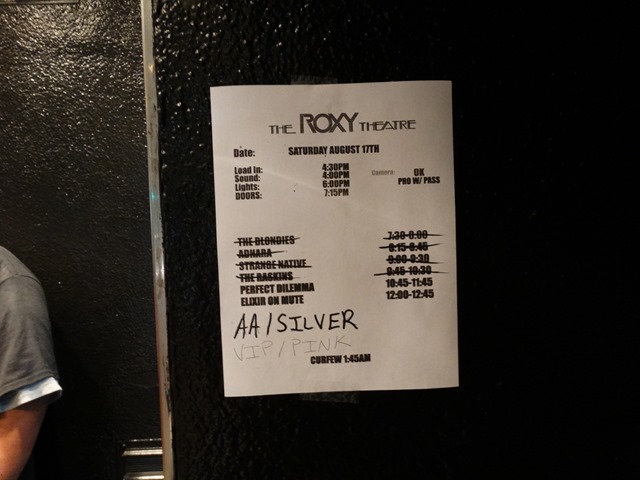 THE ROXY THEATRE
Date: SATURDAY AUGUST 17TH
Load In: 4:30PM Camera: OK
Sound: 4:00PM PRO W/ PASS
Lights: 6:00PM
DOORS: 7:15PM
THE BLONDIES 7:30-8:00
ADHARA 8:15-8:45
STRANGE NATIVE 9:00-9:30
THE RASKINS 9:45-10:30
PERFECT DILEMMA 10:45-11:45
ELIXIR ON MUTE 12:00-12:45
AA/SILVER
VIP/PINK
CURFEW 1:45AM